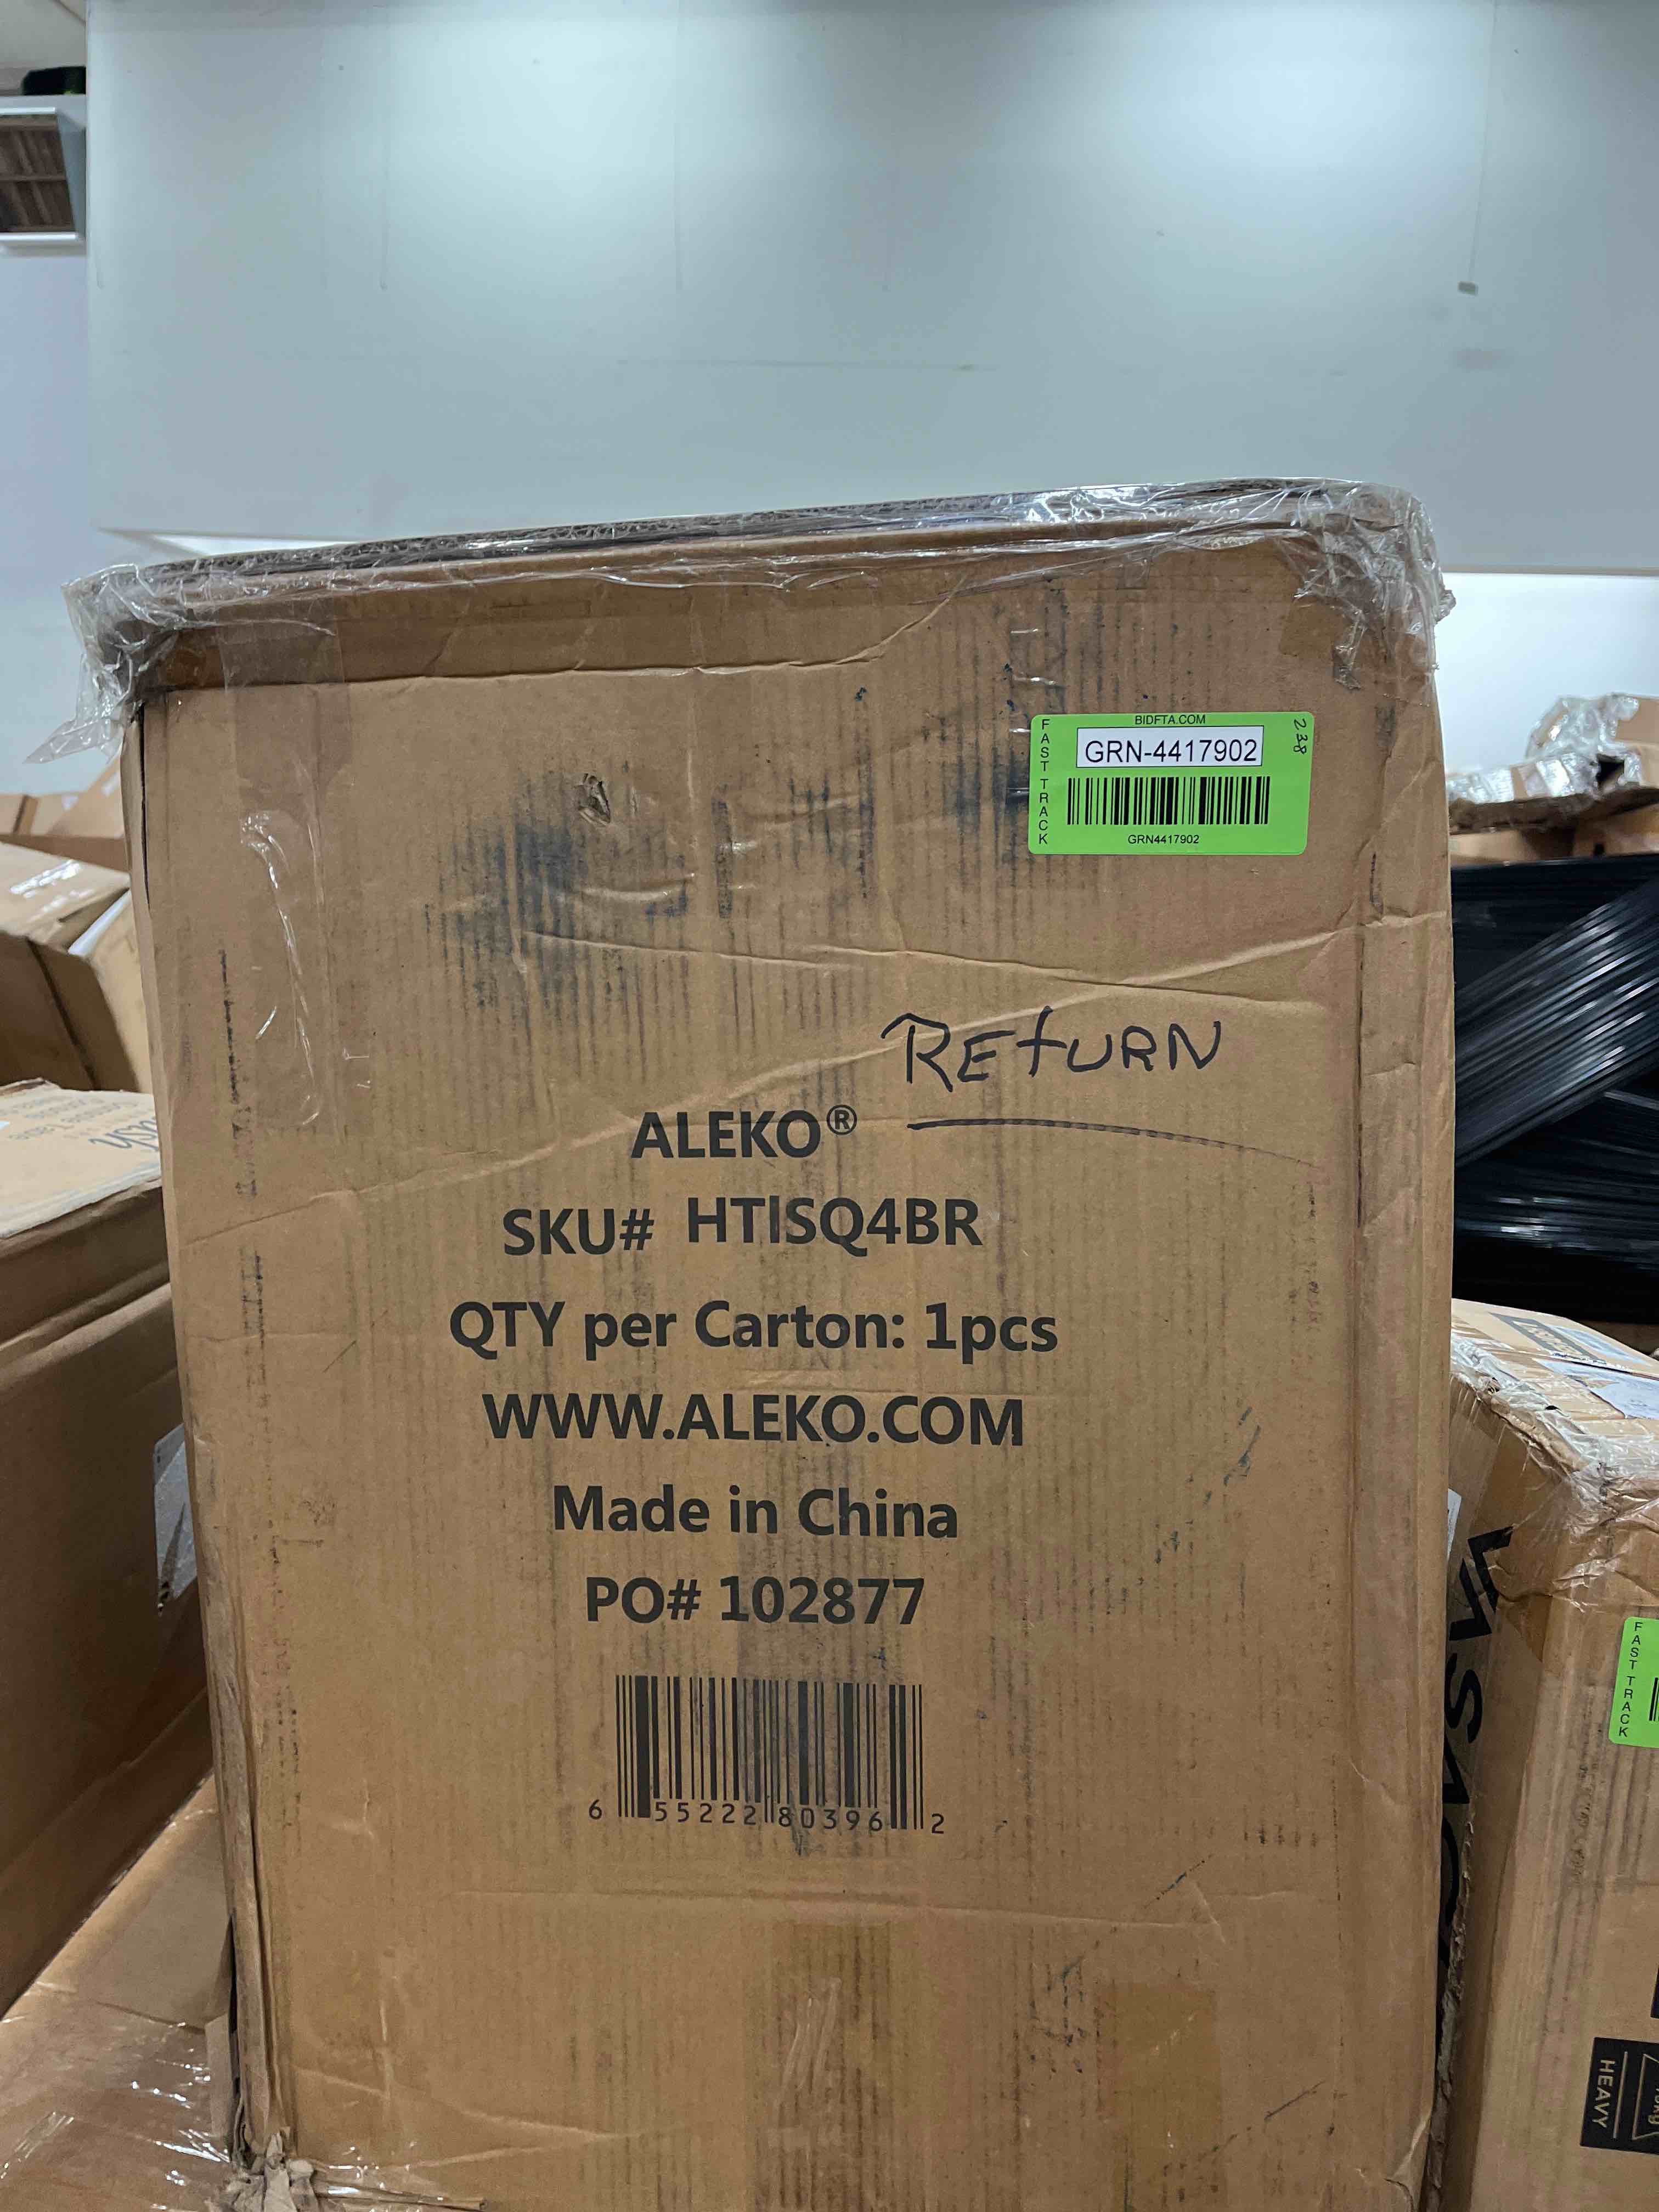 BIDFTA.COM
FAST TRACK
GRN-4417902
238
GRN4417902
RETURN
ALEKO®
SKU# HTISQ4BR
QTY per Carton: 1pcs
WWW.ALEKO.COM
Made in China
PO# 102877
6 55222 80396 2
FAST TRACK
HEAVY